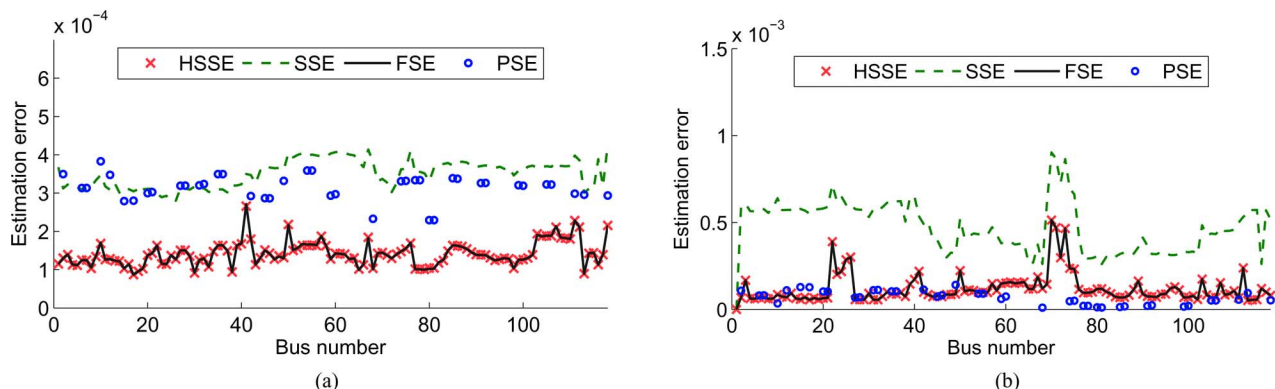 x 10⁻⁴
7
6
5
4
3
2
1
0
Estimation error
HSSE SSE FSE PSE
0 20 40 60 80 100
Bus number
(a)
x 10⁻³
1.5
1
0.5
0
Estimation error
HSSE SSE FSE PSE
0 20 40 60 80 100
Bus number
(b)